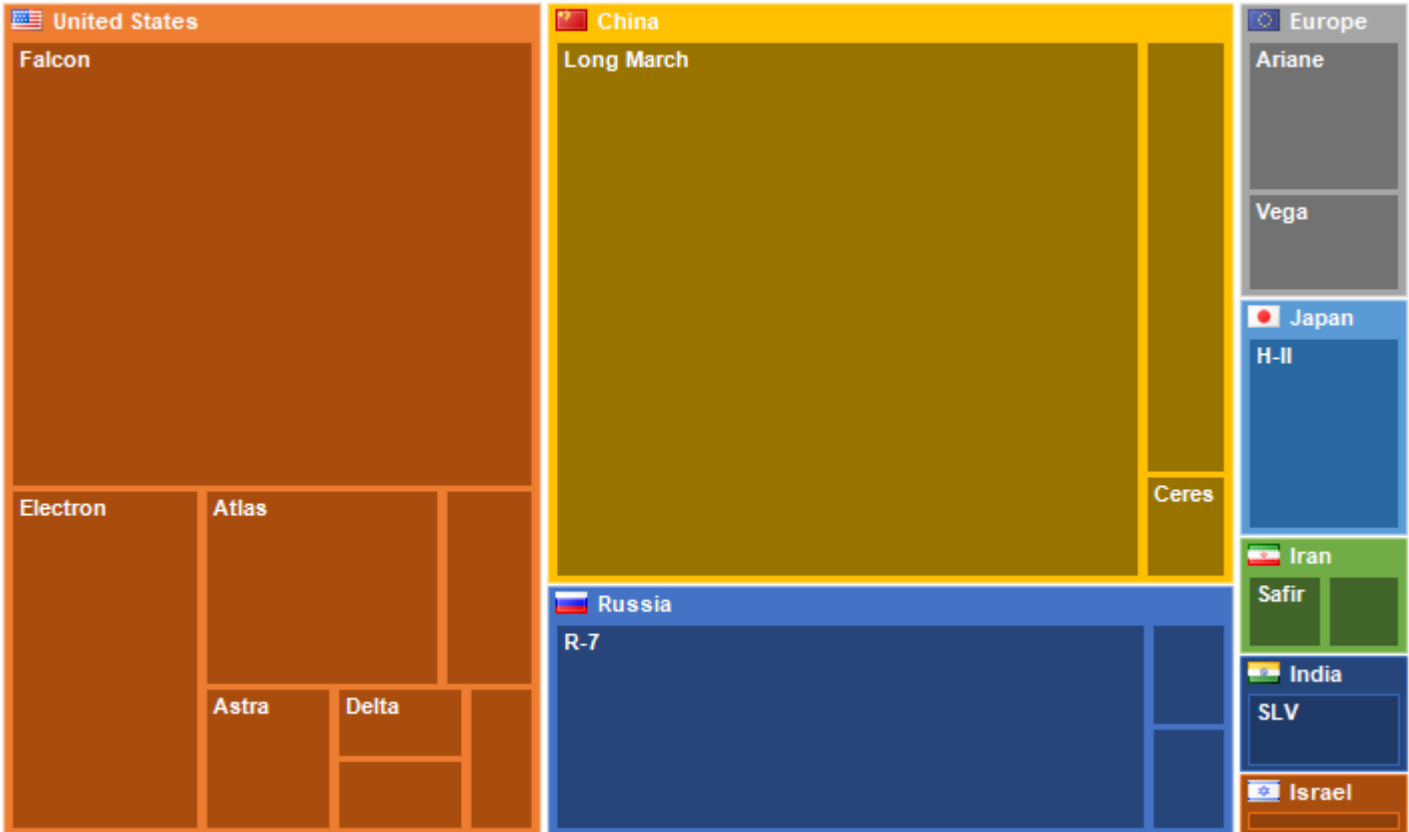 United States
Falcon
Electron
Atlas
Astra
Delta
China
Long March
Ceres
Russia
R-7
Europe
Ariane
Vega
Japan
H-II
Iran
Safir
India
SLV
Israel